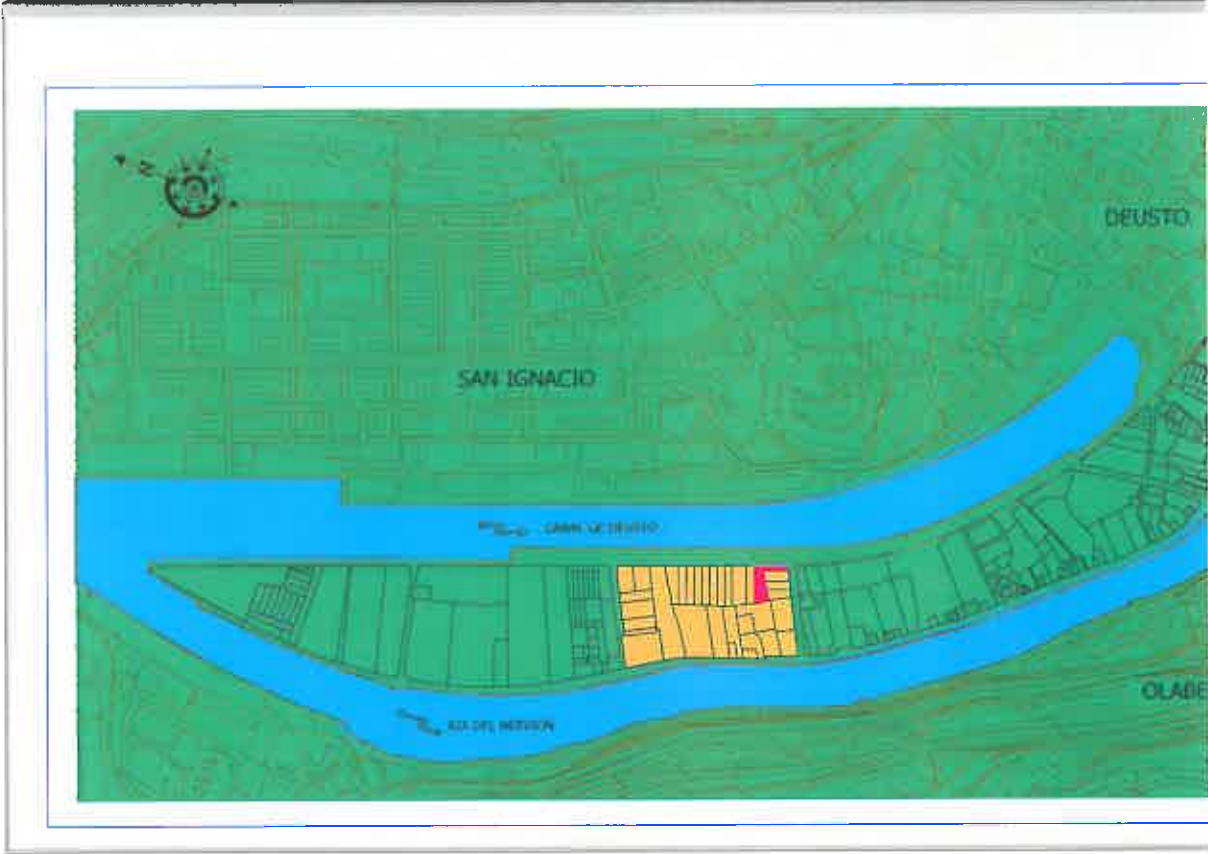 N
DEUSTO
SAN IGNACIO
CANAL DE DEUSTO
RIA DEL NERVION
OLABE